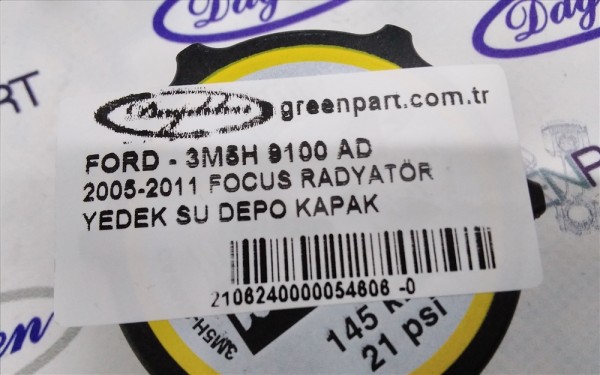 greenpart.com.tr
FORD - 3M5H 9100 AD
2005-2011 FOCUS RADYATÖR
YEDEK SU DEPO KAPAK
2106240000054606 -0
3M5H
145 k
21 psi